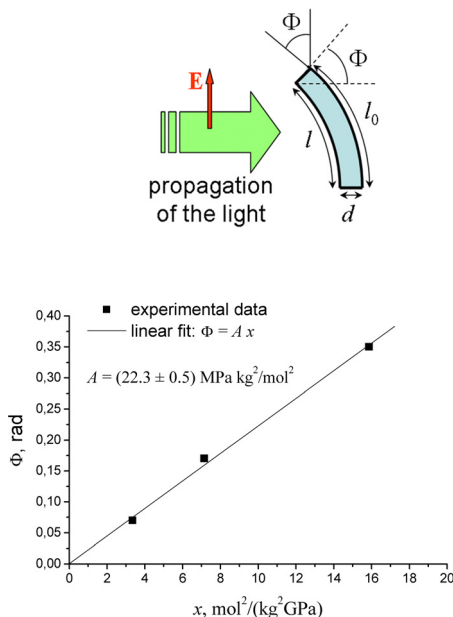 Φ
Φ
E
l₀
l
propagation
of the light
d
0,40
experimental data
linear fit: Φ = A x
0,35
0,30
A = (22.3 ± 0.5) MPa kg²/mol²
0,25
0,20
0,15
0,10
0,05
0,00
Φ, rad
0 2 4 6 8 10 12 14 16 18
x, mol²/(kg²GPa)